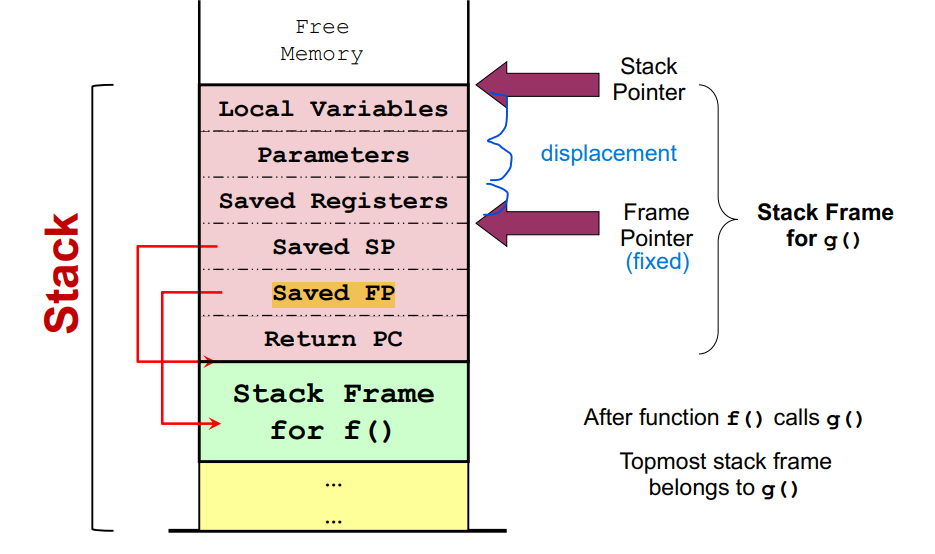 Free
Memory
Stack
Pointer
Local Variables
Parameters
displacement
Saved Registers
Frame
Pointer
(fixed)
Stack Frame
for g()
Saved SP
Saved FP
Return PC
Stack
Stack Frame
for f()
After function f() calls g()
Topmost stack frame
belongs to g()
...
...